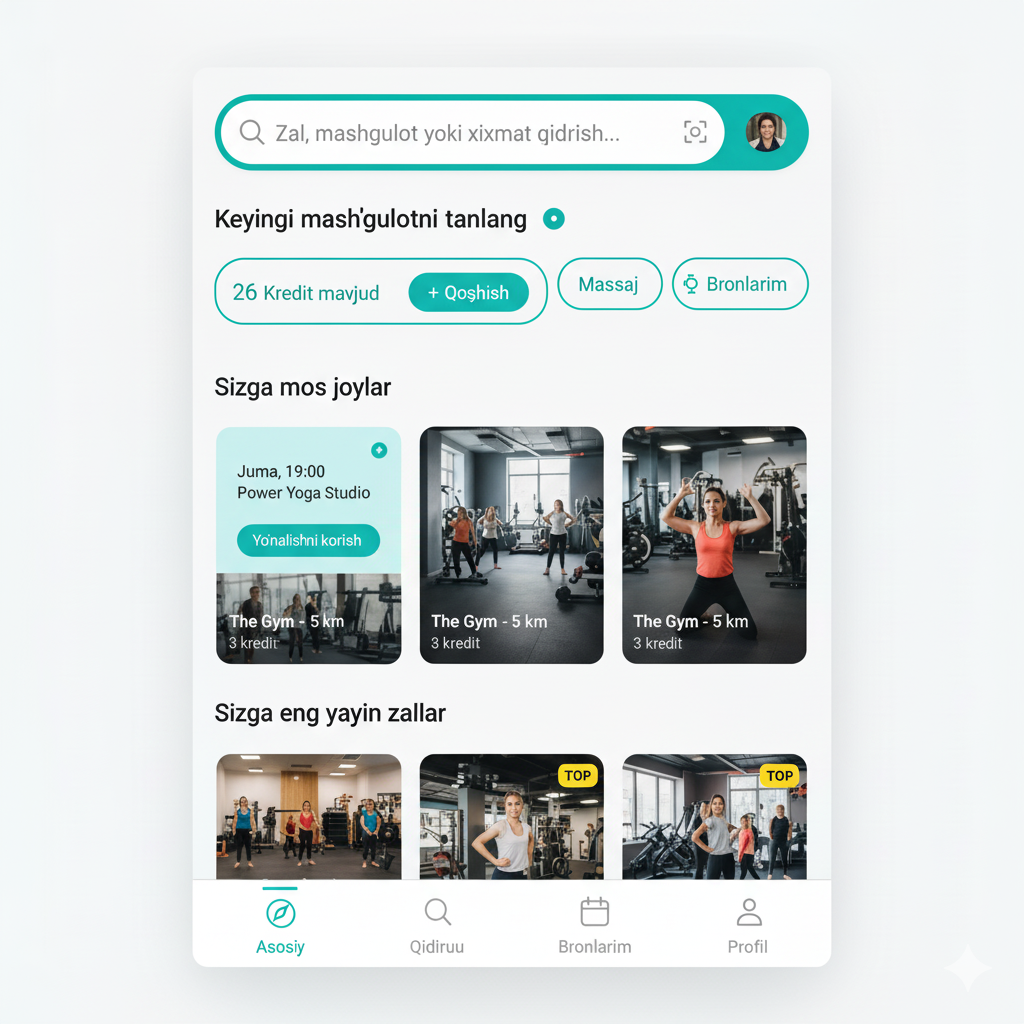 Zal, mashgulot yoki xixmat qidrish...
Keyingi mash'gulotni tanlang
26 Kredit mavjud
+ Qoşhish
Massaj
Bronlarim
Sizga mos joylar
Juma, 19:00
Power Yoga Studio
Yo'nalishni korish
The Gym - 5 km
3 kredit
The Gym - 5 km
3 kredit
The Gym - 5 km
3 kredit
Sizga eng yayin zallar
TOP
TOP
Asosiy
Qidiruu
Bronlarim
Profil